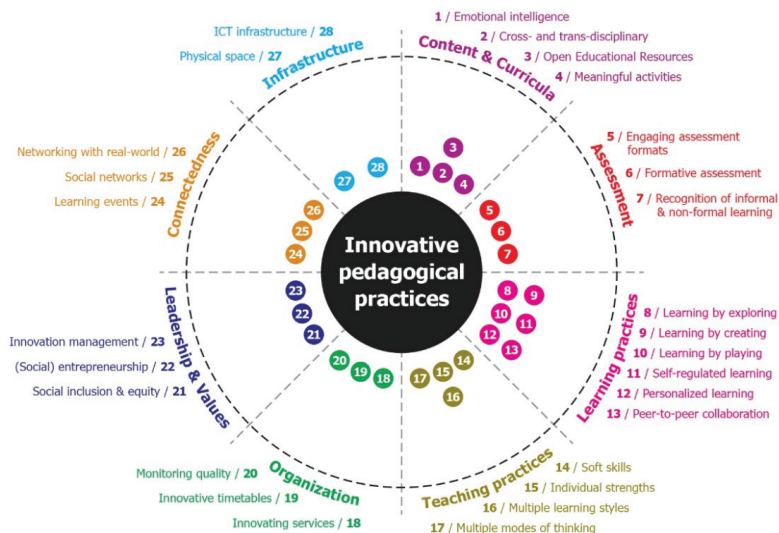 Innovative
pedagogical
practices
Content & Curricula
1 / Emotional intelligence
2 / Cross- and trans-disciplinary
3 / Open Educational Resources
4 / Meaningful activities
Assessment
5 / Engaging assessment
formats
6 / Formative assessment
7 / Recognition of informal
& non-formal learning
Learning practices
8 / Learning by exploring
9 / Learning by creating
10 / Learning by playing
11 / Self-regulated learning
12 / Personalized learning
13 / Peer-to-peer collaboration
Teaching practices
14 / Soft skills
15 / Individual strengths
16 / Multiple learning styles
17 / Multiple modes of thinking
Organization
Monitoring quality / 20
Innovative timetables / 19
Innovating services / 18
Leadership & Values
Innovation management / 23
(Social) entrepreneurship / 22
Social inclusion & equity / 21
Connectedness
Networking with real-world / 26
Social networks / 25
Learning events / 24
Infrastructure
ICT infrastructure / 28
Physical space / 27
1
2
3
4
5
6
7
8
9
10
11
12
13
14
15
16
17
18
19
20
21
22
23
24
25
26
27
28